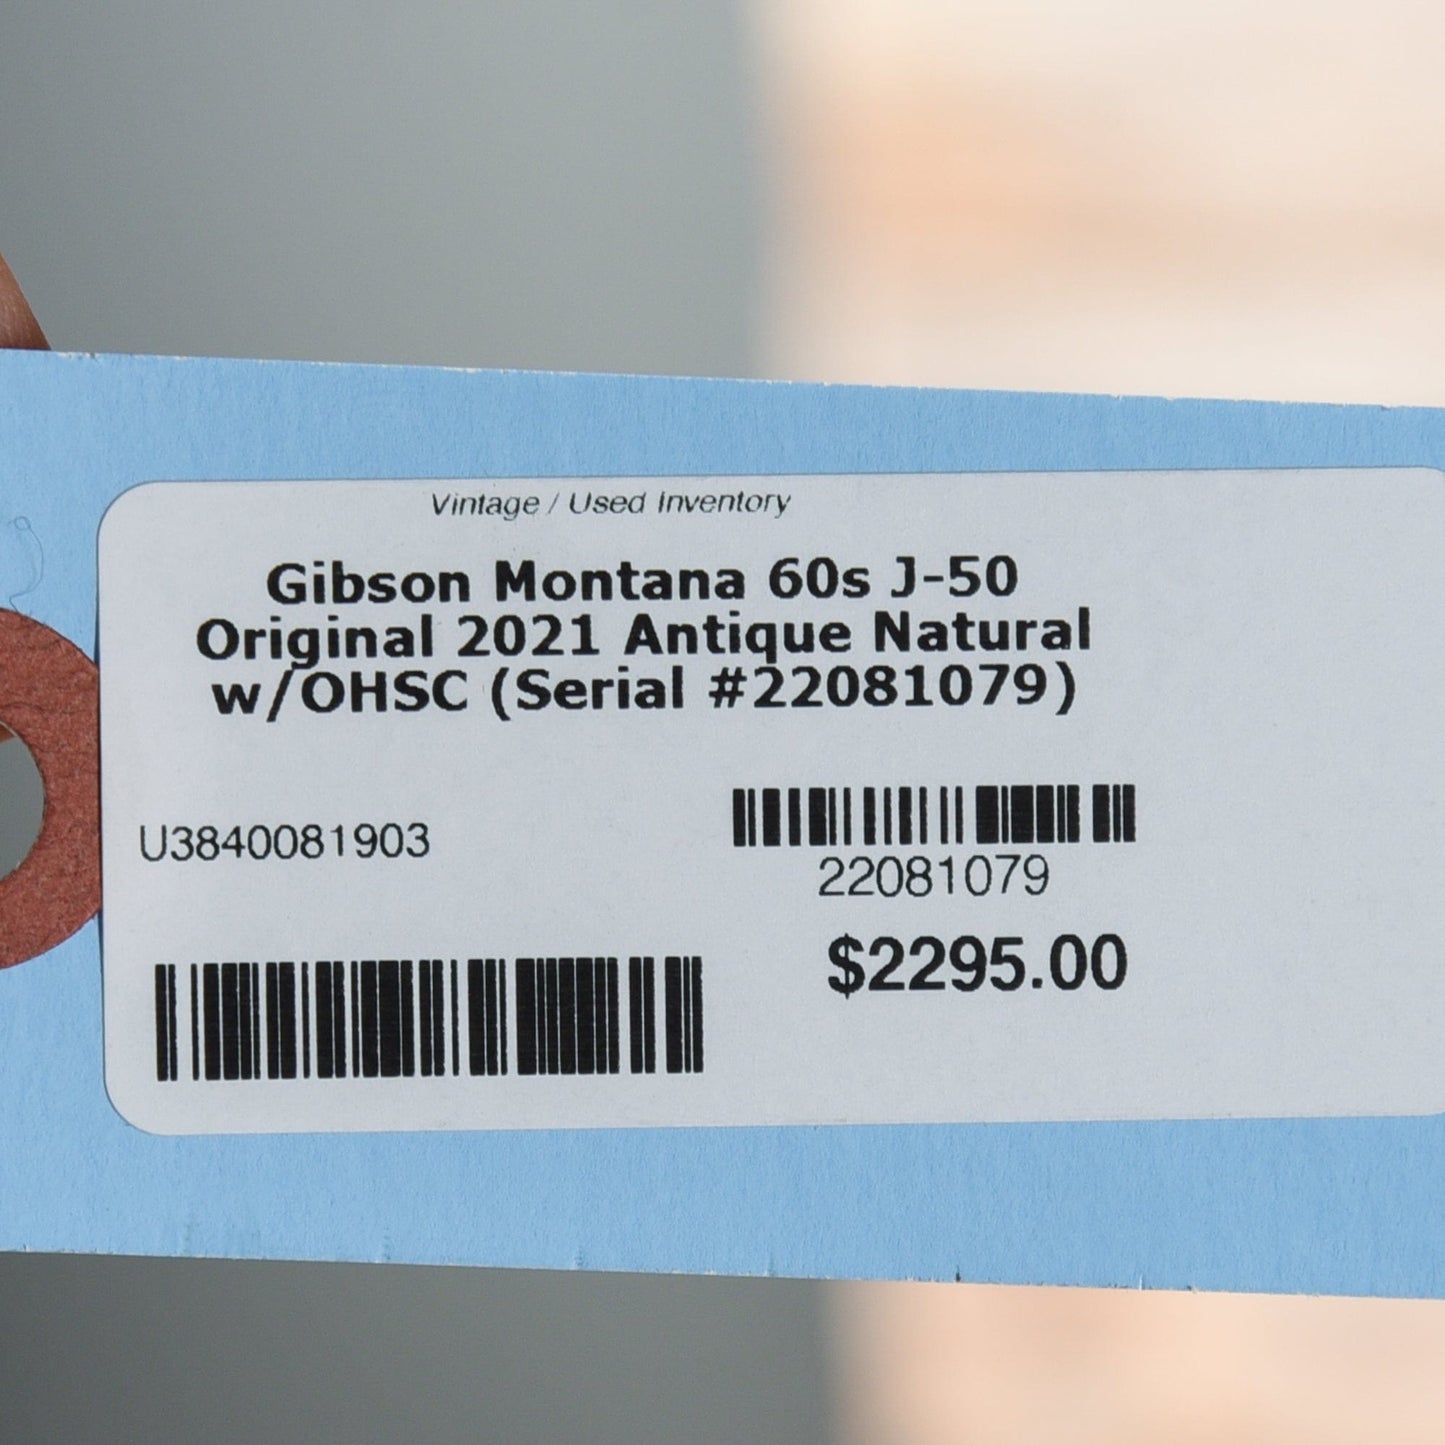 Vintage / Used Inventory
Gibson Montana 60s J-50
Original 2021 Antique Natural
w/OHSC (Serial #22081079)
U3840081903
22081079
$2295.00